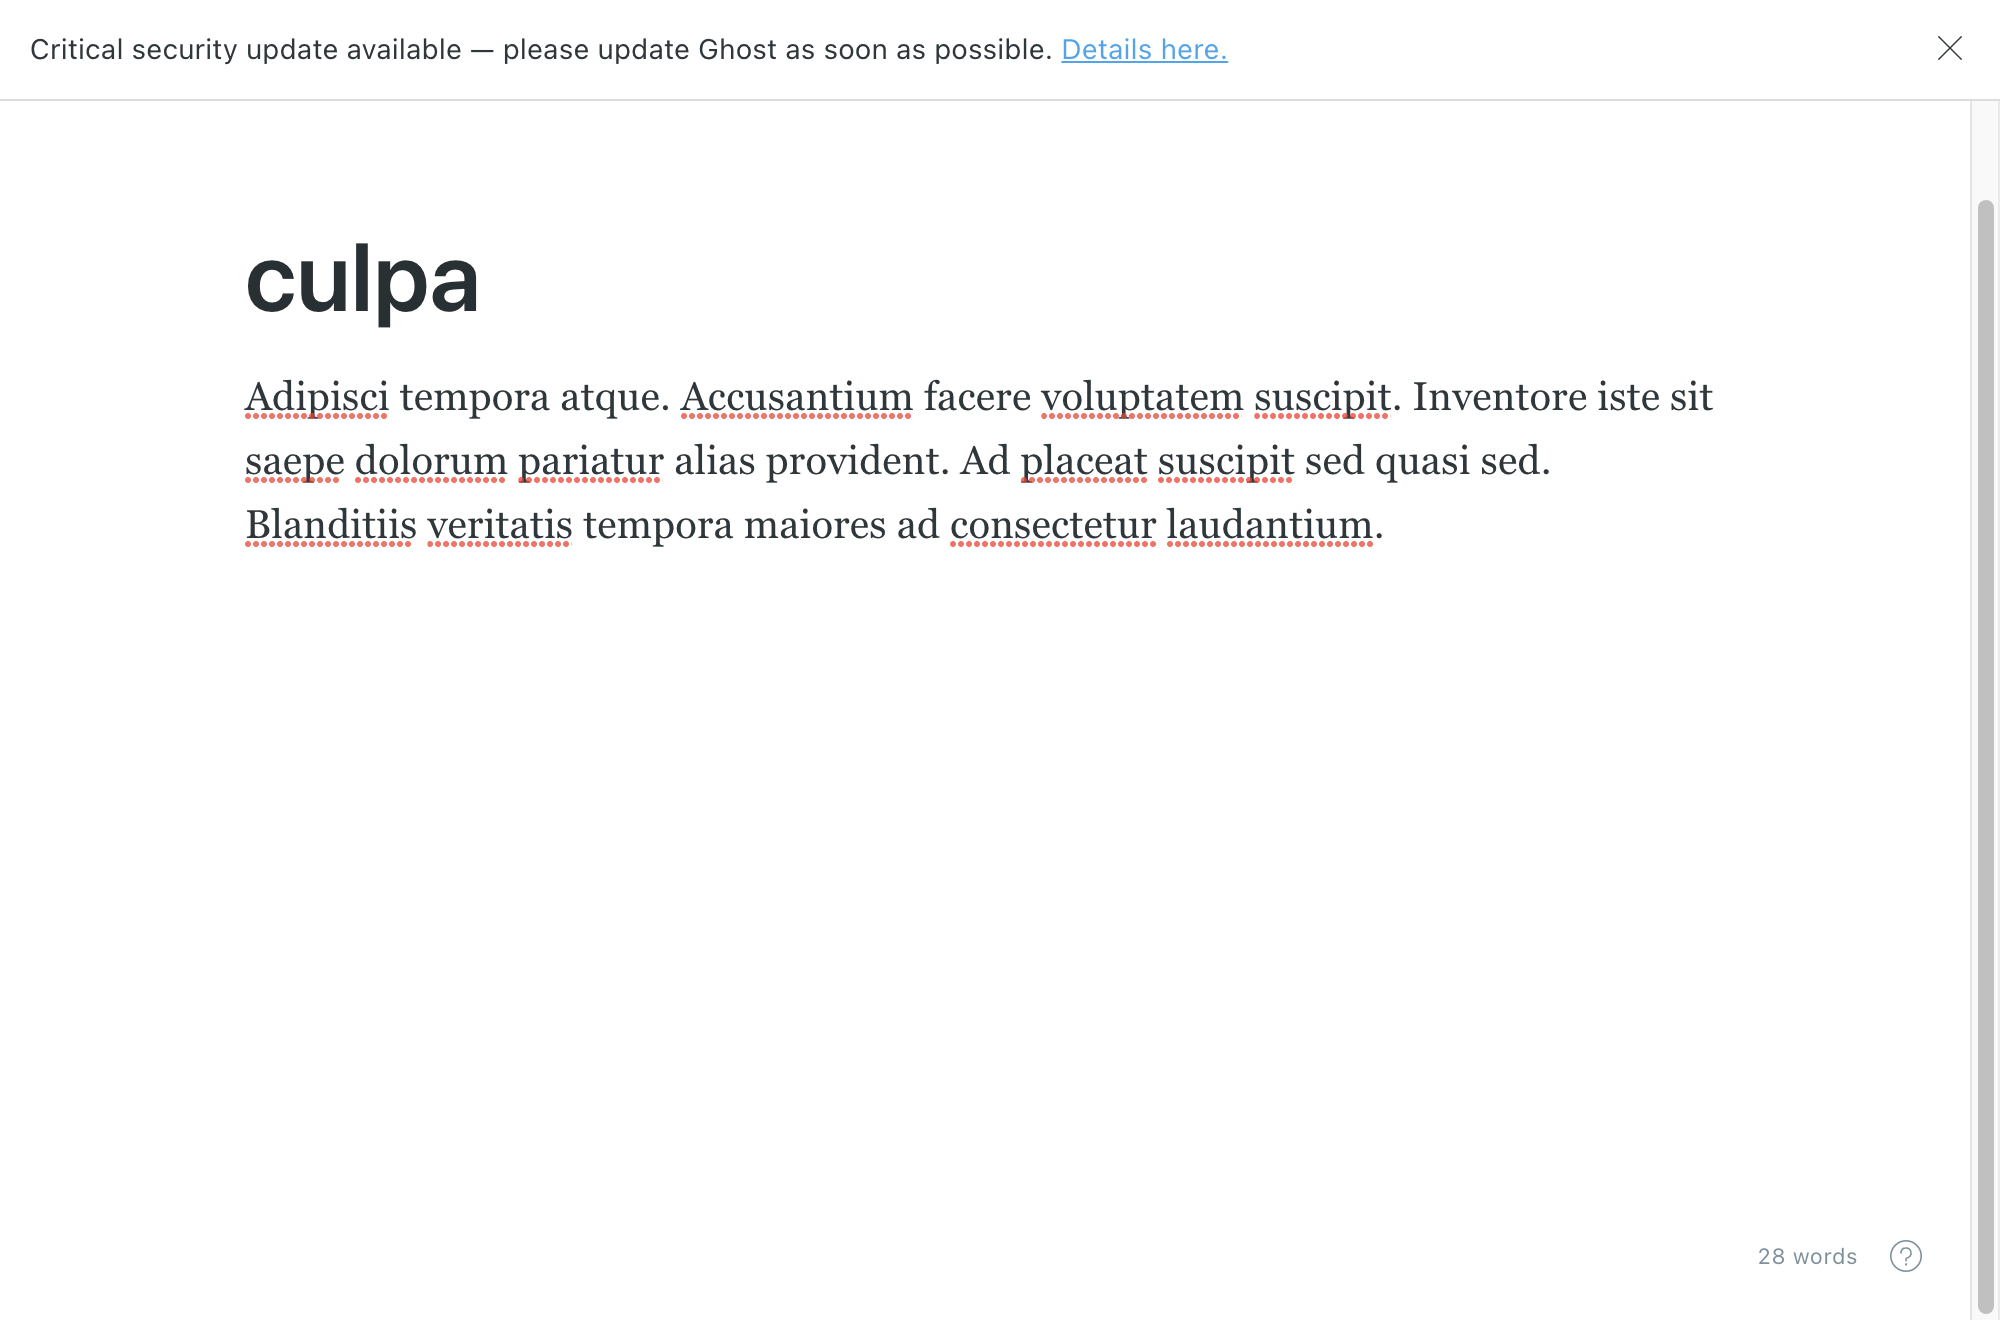 Critical security update available — please update Ghost as soon as possible. Details here.
culpa
Adipisci tempora atque. Accusantium facere voluptatem suscipit. Inventore iste sit
saepe dolorum pariatur alias provident. Ad placeat suscipit sed quasi sed.
Blanditiis veritatis tempora maiores ad consectetur laudantium.
28 words ?